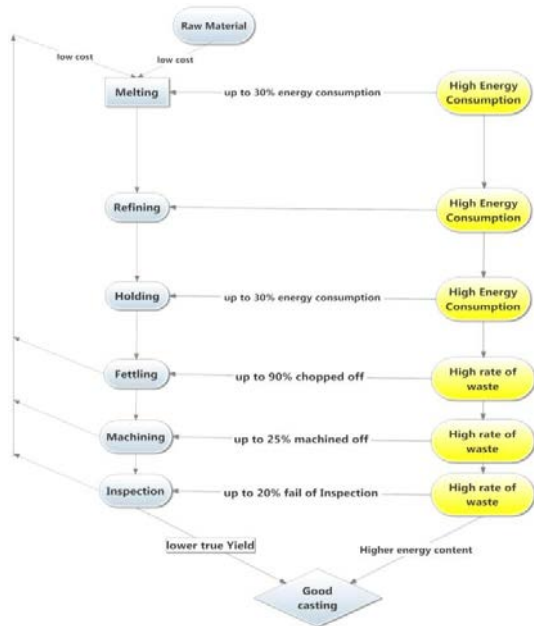 Raw Material
low cost
low cost
Melting
up to 30% energy consumption
High Energy
Consumption
Refining
High Energy
Consumption
Holding
up to 30% energy consumption
High Energy
Consumption
Fettling
up to 90% chopped off
High rate of
waste
Machining
up to 25% machined off
High rate of
waste
Inspection
up to 20% fail of Inspection
High rate of
waste
lower true Yield
Higher energy content
Good
casting